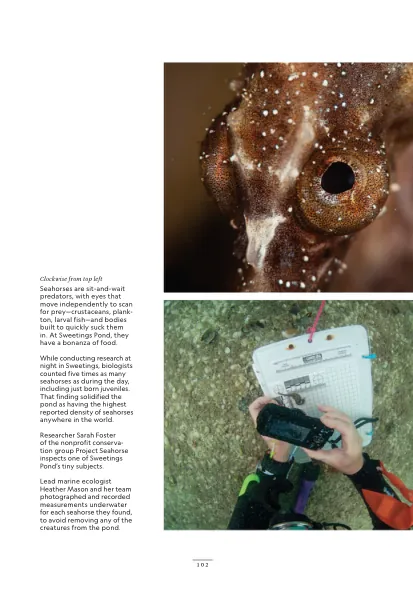 Clockwise from top left
Seahorses are sit-and-wait
predators, with eyes that
move independently to scan
for prey—crustaceans, plank-
ton, larval fish—and bodies
built to quickly suck them
in. At Sweetings Pond, they
have a bonanza of food.
While conducting research at
night in Sweetings, biologists
counted five times as many
seahorses as during the day,
including just born juveniles.
That finding solidified the
pond as having the highest
reported density of seahorses
anywhere in the world.
Researcher Sarah Foster
of the nonprofit conserva-
tion group Project Seahorse
inspects one of Sweetings
Pond's tiny subjects.
Lead marine ecologist
Heather Mason and her team
photographed and recorded
measurements underwater
for each seahorse they found,
to avoid removing any of the
creatures from the pond.
102